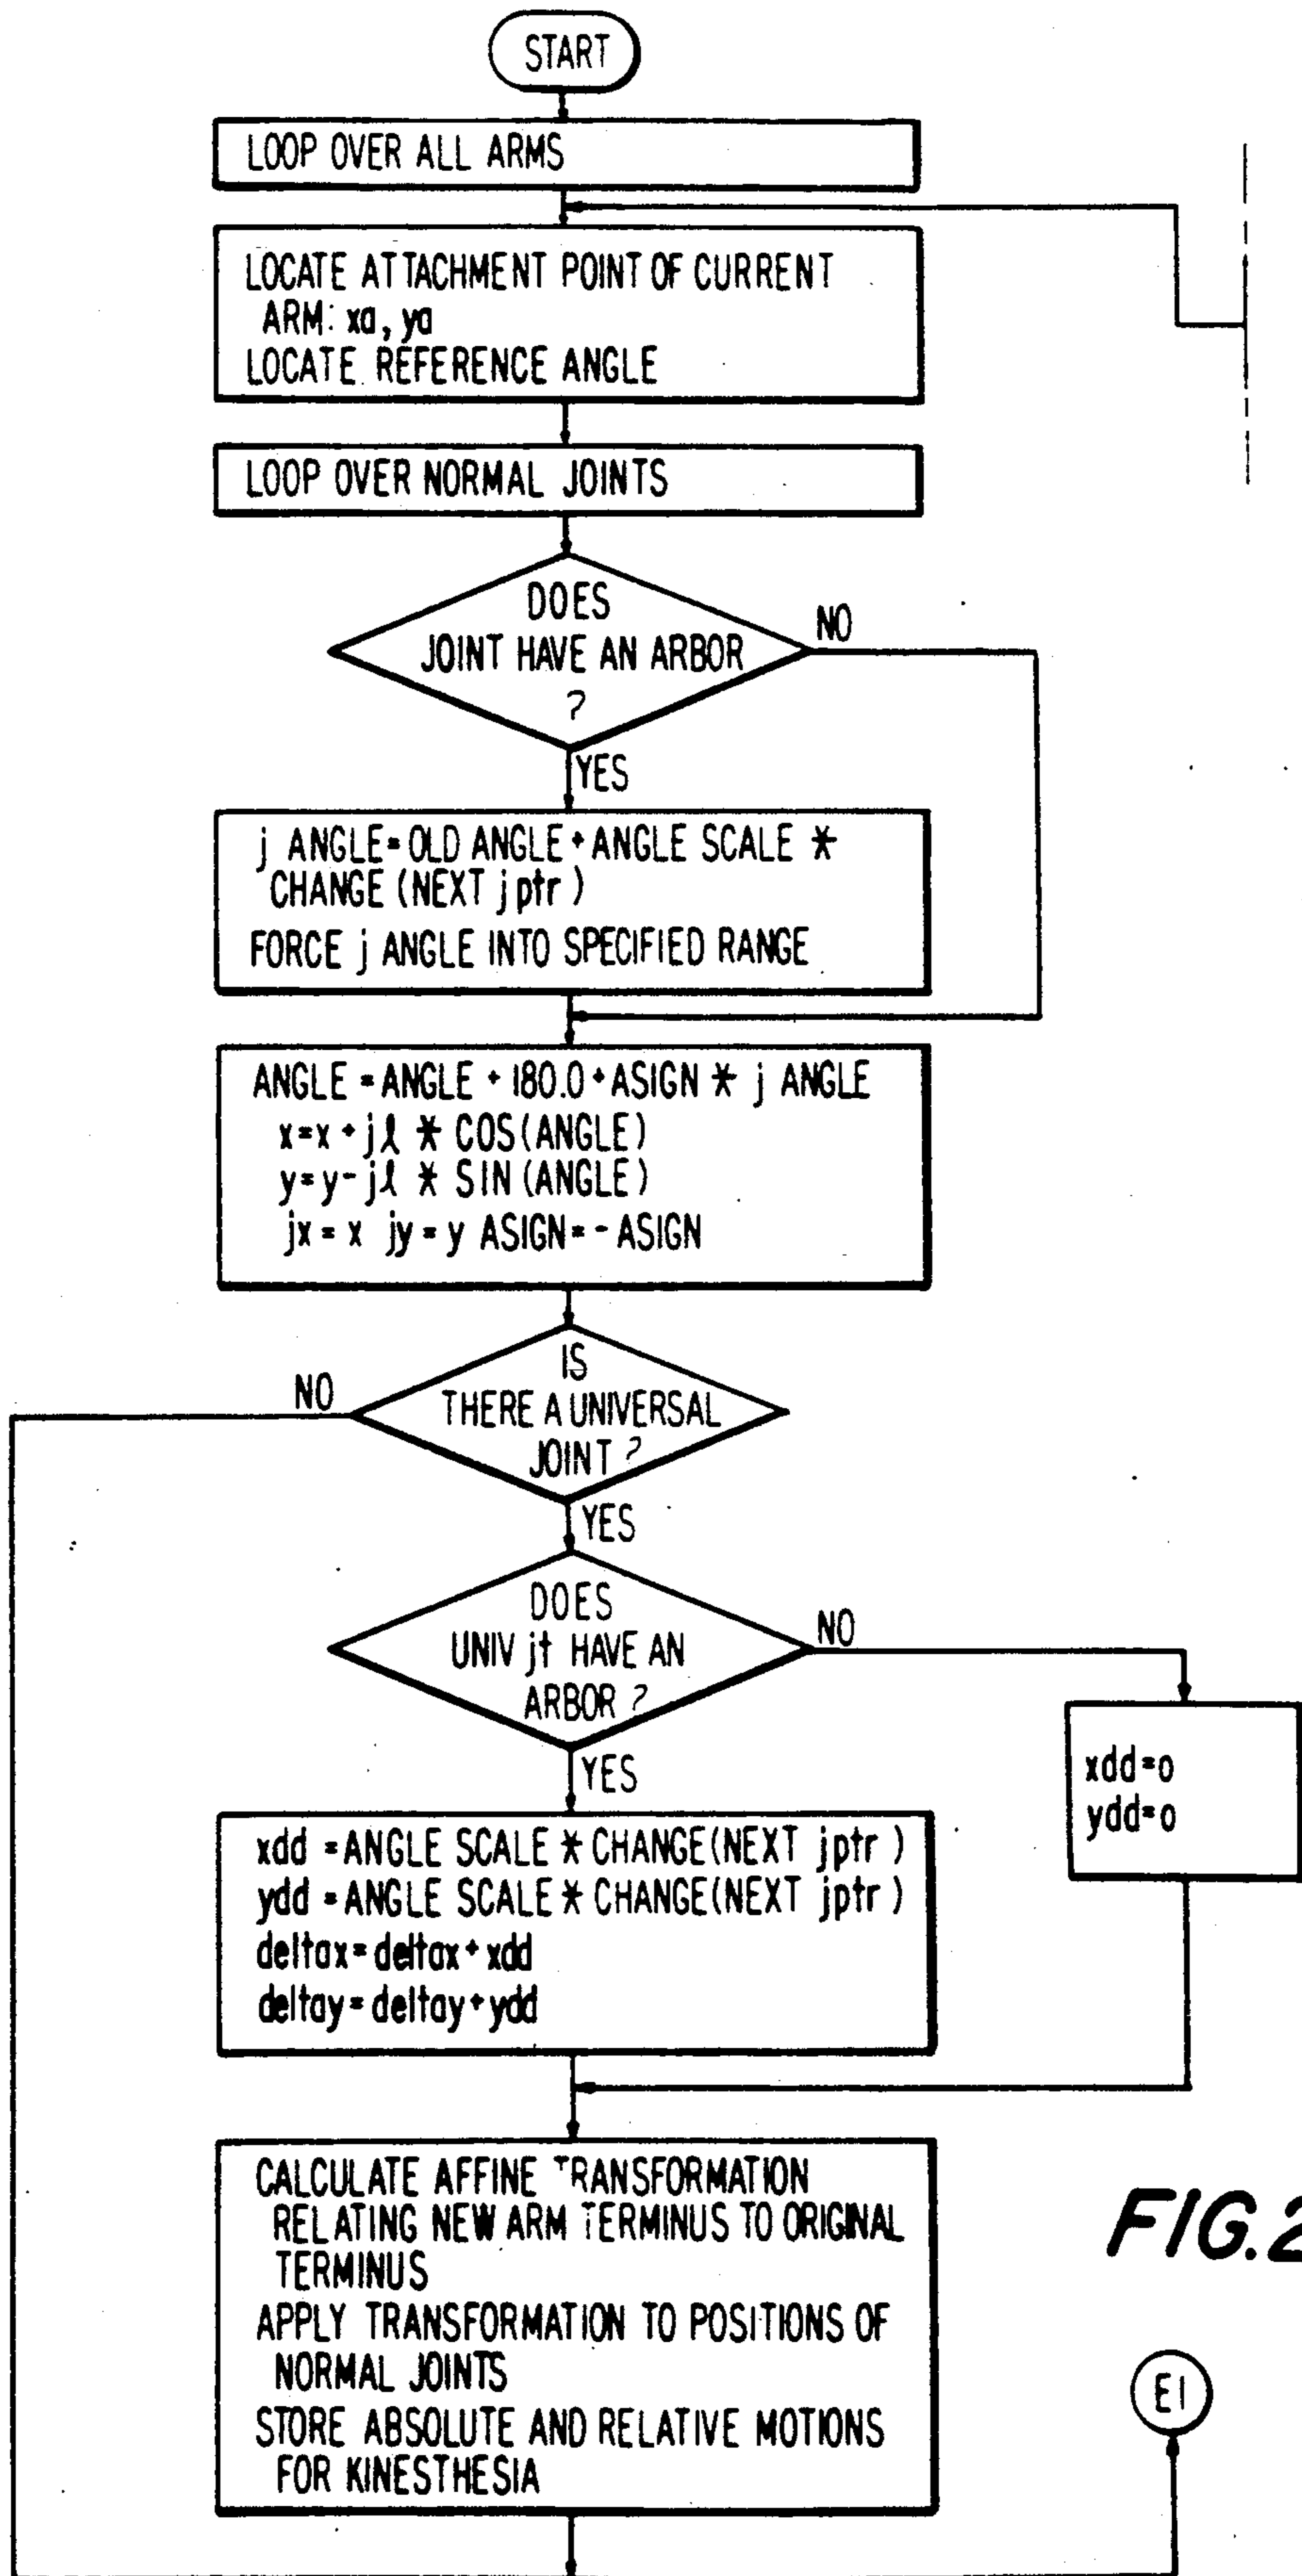 START
LOOP OVER ALL ARMS
LOCATE ATTACHMENT POINT OF CURRENT
ARM: xa, ya
LOCATE REFERENCE ANGLE
LOOP OVER NORMAL JOINTS
DOES
JOINT HAVE AN ARBOR
?
NO
YES
j ANGLE=OLD ANGLE+ANGLE SCALE *
CHANGE (NEXT jptr)
FORCE j ANGLE INTO SPECIFIED RANGE
ANGLE=ANGLE+180.0+ASIGN * j ANGLE
x=x+jℓ * COS(ANGLE)
y=y-jℓ * SIN(ANGLE)
jx=x jy=y ASIGN=-ASIGN
IS
THERE A UNIVERSAL
JOINT?
NO
YES
DOES
UNIV jt HAVE AN
ARBOR?
NO
YES
xdd=o
ydd=o
xdd=ANGLE SCALE * CHANGE(NEXT jptr)
ydd=ANGLE SCALE * CHANGE(NEXT jptr)
deltax=deltax+xdd
deltay=deltay+ydd
CALCULATE AFFINE TRANSFORMATION
RELATING NEW ARM TERMINUS TO ORIGINAL
TERMINUS
APPLY TRANSFORMATION TO POSITIONS OF
NORMAL JOINTS
STORE ABSOLUTE AND RELATIVE MOTIONS
FOR KINESTHESIA
FIG.2
E1